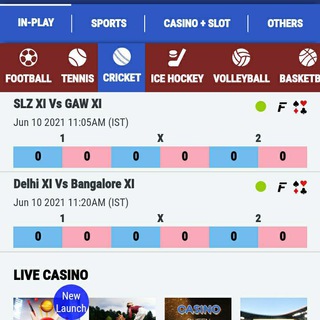 IN-PLAY SPORTS CASINO + SLOT OTHERS
FOOTBALL TENNIS CRICKET ICE HOCKEY VOLLEYBALL BASKETB
SLZ XI Vs GAW XI F
Jun 10 2021 11:05AM (IST)
1 X 2
0 0 0 0 0 0
Delhi XI Vs Bangalore XI F
Jun 10 2021 11:20AM (IST)
1 X 2
0 0 0 0 0 0
LIVE CASINO
New
Launch
CASINO